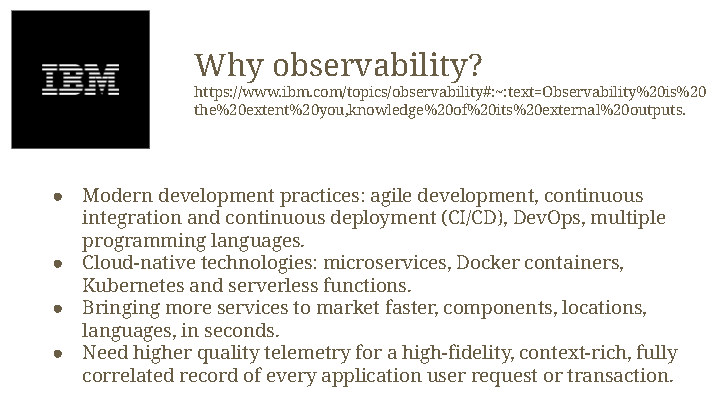 IBM
Why observability?
https://www.ibm.com/topics/observability#:~:text=Observability%20is%20
the%20extent%20you,knowledge%20of%20its%20external%20outputs.
● Modern development practices: agile development, continuous
integration and continuous deployment (CI/CD), DevOps, multiple
programming languages.
● Cloud-native technologies: microservices, Docker containers,
Kubernetes and serverless functions.
● Bringing more services to market faster, components, locations,
languages, in seconds.
● Need higher quality telemetry for a high-fidelity, context-rich, fully
correlated record of every application user request or transaction.